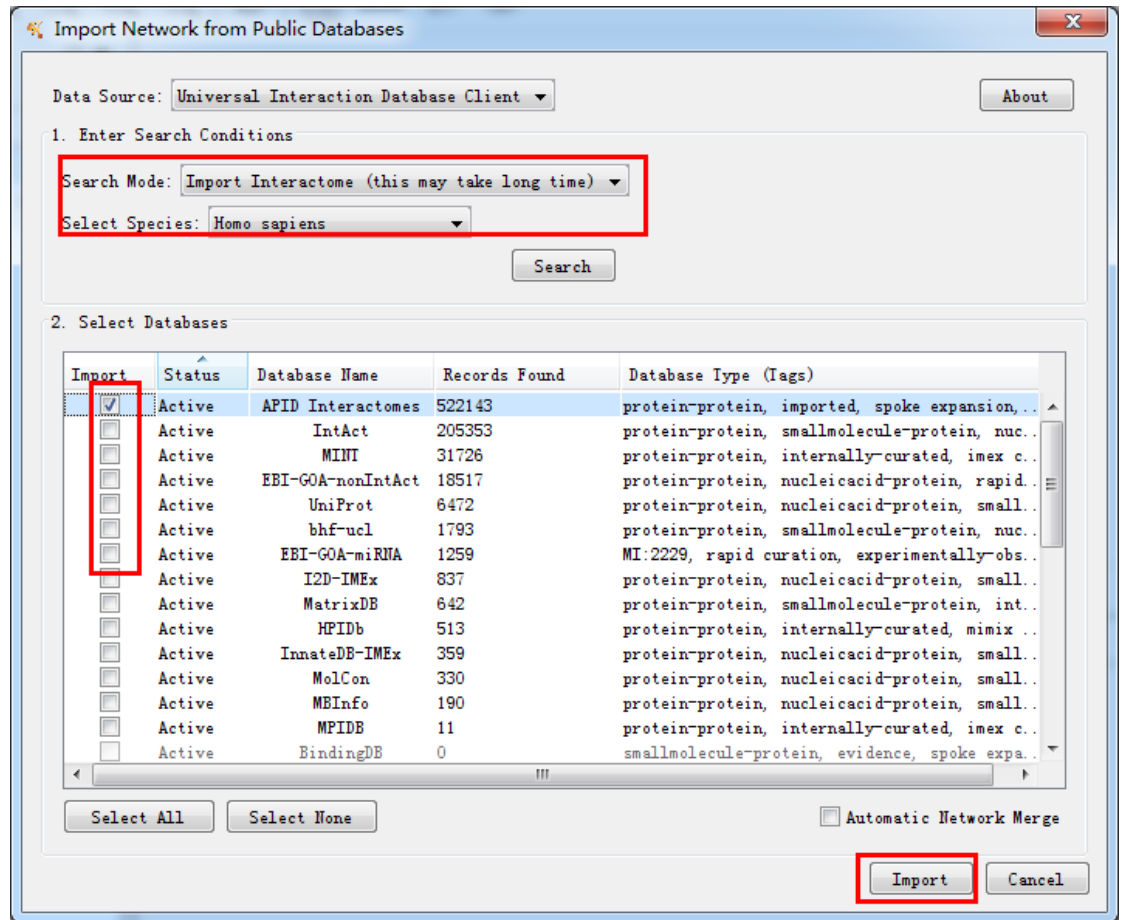 Import Network from Public Databases
Data Source: Universal Interaction Database Client About
1. Enter Search Conditions
Search Mode: Import Interactome (this may take long time)
Select Species: Homo sapiens
Search
2. Select Databases
Import Status Database Name Records Found Database Type (Tags)
Active APID Interactomes 522143 protein-protein, imported, spoke expansion,..
Active IntAct 205353 protein-protein, smallmolecule-protein, nuc..
Active MINT 31726 protein-protein, internally-curated, imex c..
Active EBI-GOA-nonIntAct 18517 protein-protein, nucleicacid-protein, rapid..
Active UniProt 6472 protein-protein, nucleicacid-protein, small..
Active bhf-ucl 1793 protein-protein, smallmolecule-protein, nuc..
Active EBI-GOA-miRNA 1259 MI:2229, rapid curation, experimentally-obs..
Active I2D-IMEx 837 protein-protein, nucleicacid-protein, small..
Active MatrixDB 642 protein-protein, smallmolecule-protein, int..
Active HPIDb 513 protein-protein, internally-curated, mimix ..
Active InnateDB-IMEx 359 protein-protein, nucleicacid-protein, small..
Active MolCon 330 protein-protein, nucleicacid-protein, small..
Active MBInfo 190 protein-protein, nucleicacid-protein, small..
Active MPIDB 11 protein-protein, internally-curated, imex c..
Active BindingDB 0 smallmolecule-protein, evidence, spoke expa..
Select All Select None Automatic Network Merge
Import Cancel